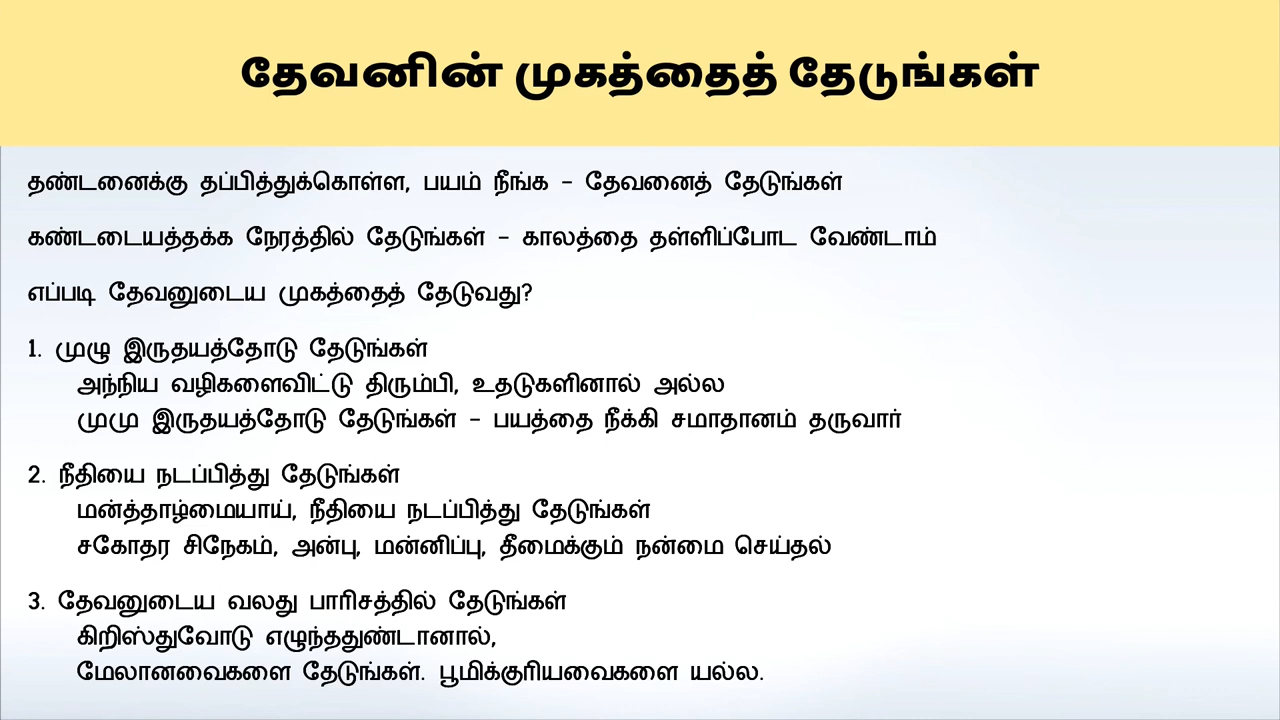 தேவனின் முகத்தைத் தேடுங்கள்
தண்டனைக்கு தப்பித்துக்கொள்ள, பயம் நீங்க - தேவனைத் தேடுங்கள்
கண்டடையத்தக்க நேரத்தில் தேடுங்கள் - காலத்தை தள்ளிப்போட வேண்டாம்
எப்படி தேவனுடைய முகத்தைத் தேடுவது?
1. முழு இருதயத்தோடு தேடுங்கள்
அந்நிய வழிகளைவிட்டு திரும்பி, உதடுகளினால் அல்ல
முமு இருதயத்தோடு தேடுங்கள் - பயத்தை நீக்கி சமாதானம் தருவார்
2. நீதியை நடப்பித்து தேடுங்கள்
மன்த்தாழ்மையாய், நீதியை நடப்பித்து தேடுங்கள்
சகோதர சிநேகம், அன்பு, மன்னிப்பு, தீமைக்கும் நன்மை செய்தல்
3. தேவனுடைய வலது பாரிசத்தில் தேடுங்கள்
கிறிஸ்துவோடு எழுந்ததுண்டானால்,
மேலானவைகளை தேடுங்கள். பூமிக்குரியவைகளை யல்ல.